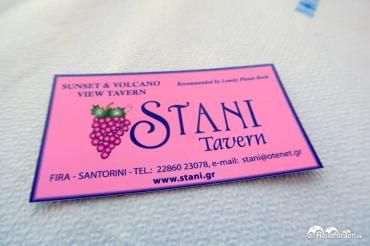 SUNSET & VOLCANO
VIEW TAVERN
Recommended by Lonely Planet Book
STANI
Tavern
FIRA - SANTORINI - TEL.: 22860 23078, e-mail: stani@otenet.gr
www.stani.gr